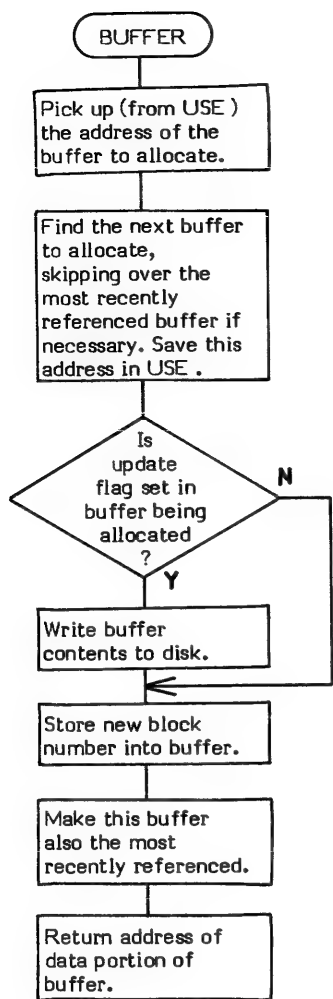 BUFFER
Pick up (from USE )
the address of the
buffer to allocate.
Find the next buffer
to allocate,
skipping over the
most recently
referenced buffer if
necessary. Save this
address in USE .
Is
update
flag set in
buffer being
allocated
?
N
Y
Write buffer
contents to disk.
Store new block
number into buffer.
Make this buffer
also the most
recently referenced.
Return address of
data portion of
buffer.